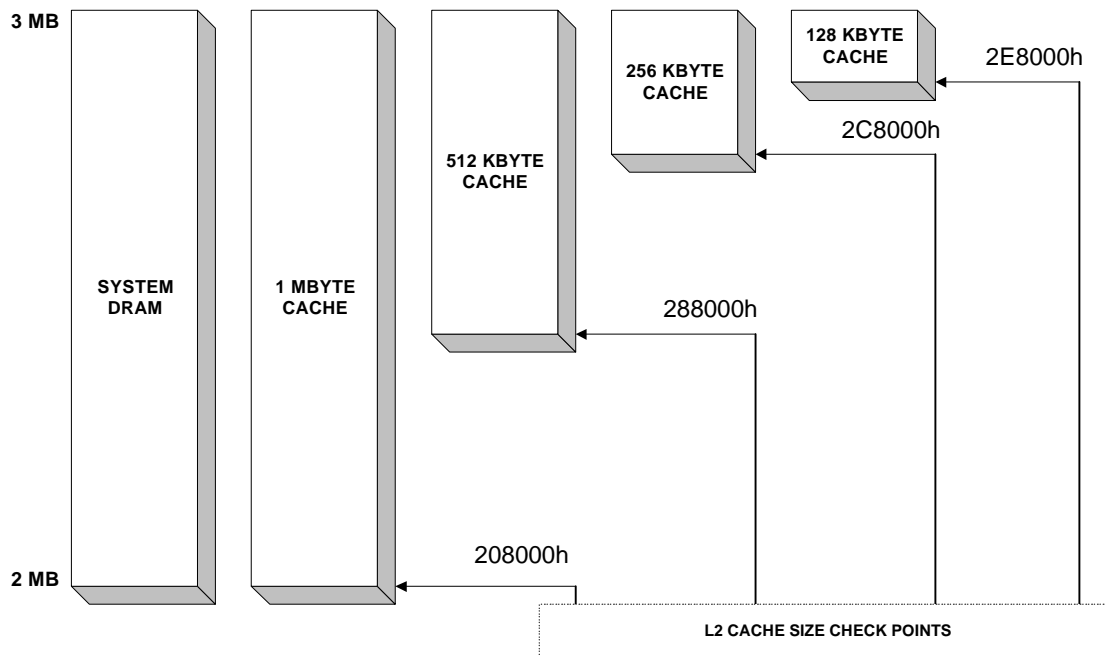 3 MB
128 KBYTE
CACHE
2E8000h
256 KBYTE
CACHE
2C8000h
512 KBYTE
CACHE
SYSTEM
DRAM
1 MBYTE
CACHE
288000h
208000h
2 MB
L2 CACHE SIZE CHECK POINTS